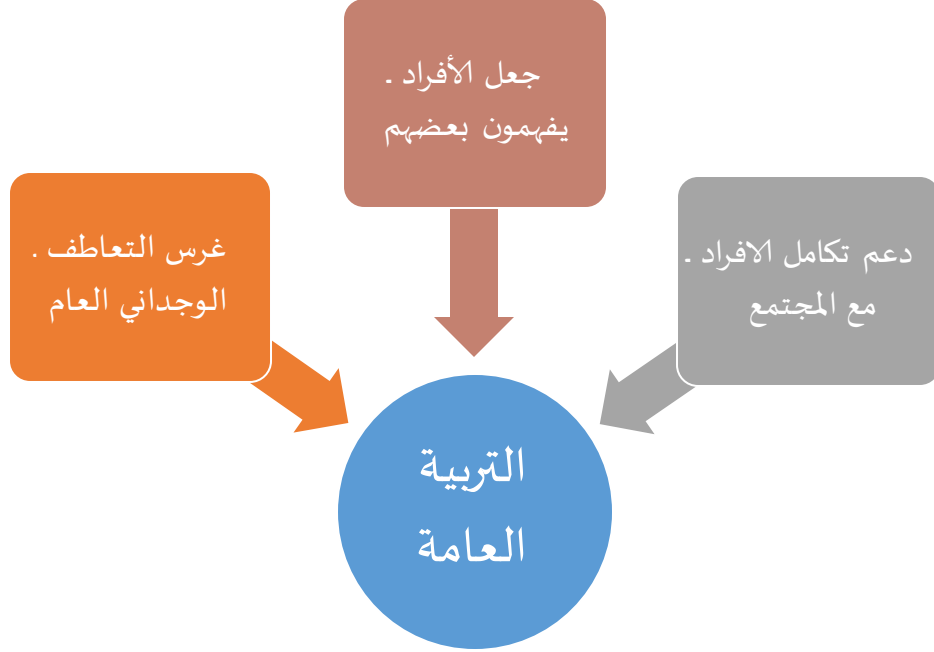 جعل الأفراد .
يفهمون بعضهم
دعم تكامل الافراد .
مع المجتمع
غرس التعاطف .
الوجداني العام
التربية
العامة